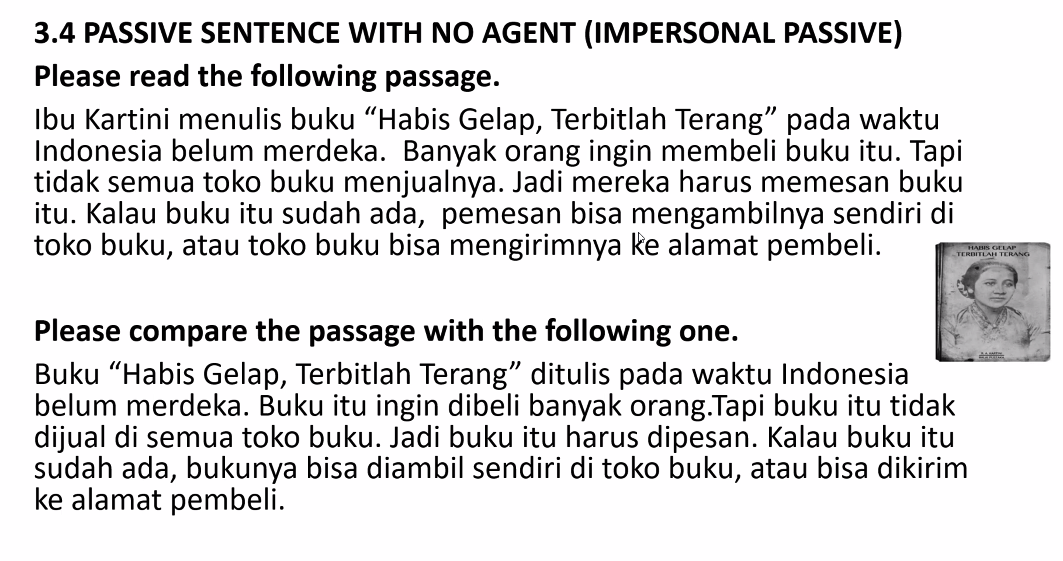 3.4 PASSIVE SENTENCE WITH NO AGENT (IMPERSONAL PASSIVE)
Please read the following passage.
Ibu Kartini menulis buku “Habis Gelap, Terbitlah Terang” pada waktu
Indonesia belum merdeka.  Banyak orang ingin membeli buku itu. Tapi
tidak semua toko buku menjualnya. Jadi mereka harus memesan buku
itu. Kalau buku itu sudah ada,  pemesan bisa mengambilnya sendiri di
toko buku, atau toko buku bisa mengirimnya ke alamat pembeli.
HABIS GELAP
TERBITLAH TERANG
Please compare the passage with the following one.
Buku “Habis Gelap, Terbitlah Terang” ditulis pada waktu Indonesia
belum merdeka. Buku itu ingin dibeli banyak orang.Tapi buku itu tidak
dijual di semua toko buku. Jadi buku itu harus dipesan. Kalau buku itu
sudah ada, bukunya bisa diambil sendiri di toko buku, atau bisa dikirim
ke alamat pembeli.